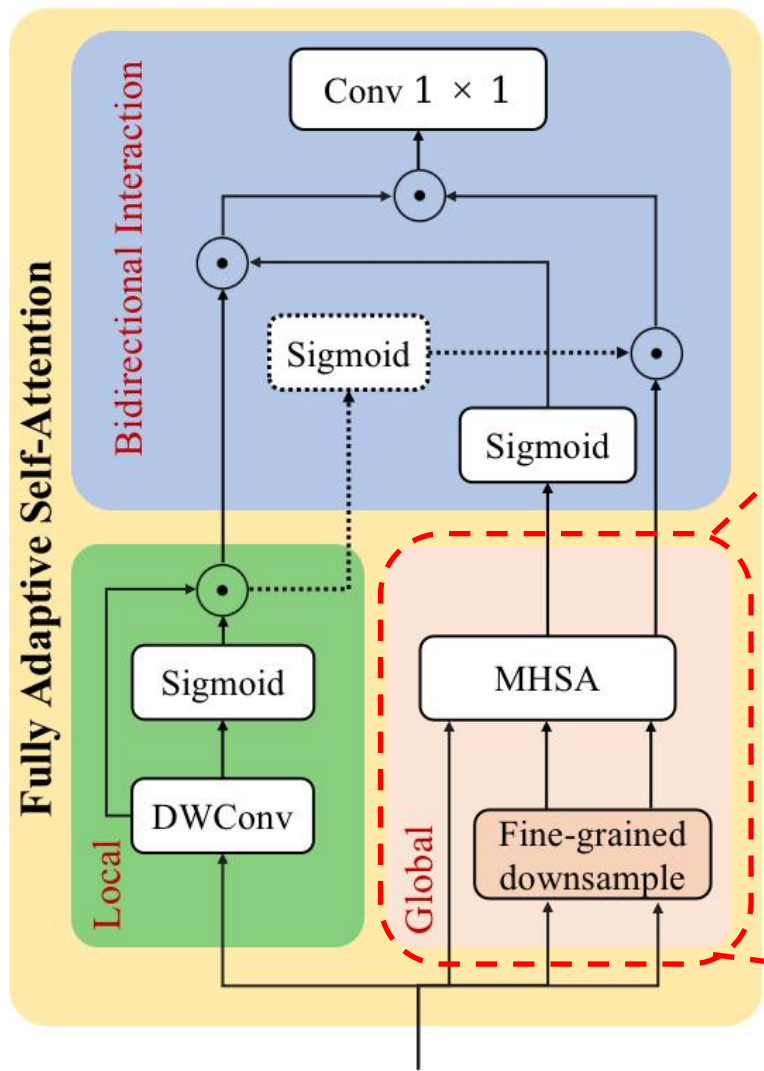 Fully Adaptive Self-Attention
Bidirectional Interaction
Conv 1 × 1
Sigmoid
Sigmoid
Local
Sigmoid
DWConv
Global
MHSA
Fine-grained
downsample